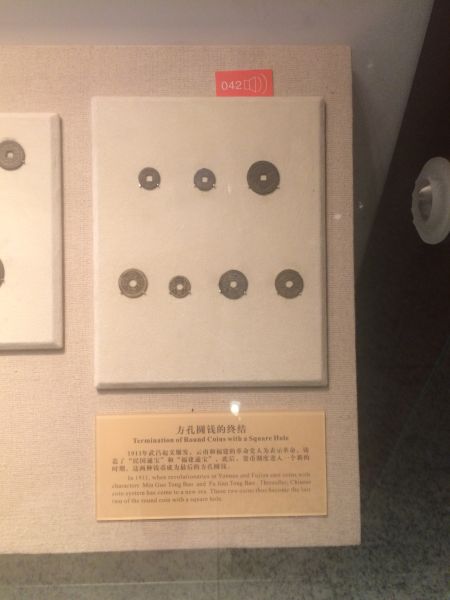 042
方孔圆钱的终结
Termination of Round Coins with a Square Hole
1911年武昌起义爆发，云南和福建的革命党人为表示革命，铸
造了“民国通宝”和“福建通宝”。此后，货币制度进入一个新的
时期，这两种钱币成为最后的方孔圆钱。
In 1911, when revolutionaries in Yunnan and Fujian cast coins with
characters Min Guo Tong Bao and Fu Jian Tong Bao. Thereafter, Chinese
coin system has come to a new era. These two coins thus become the last
two of the round coin with a square hole.